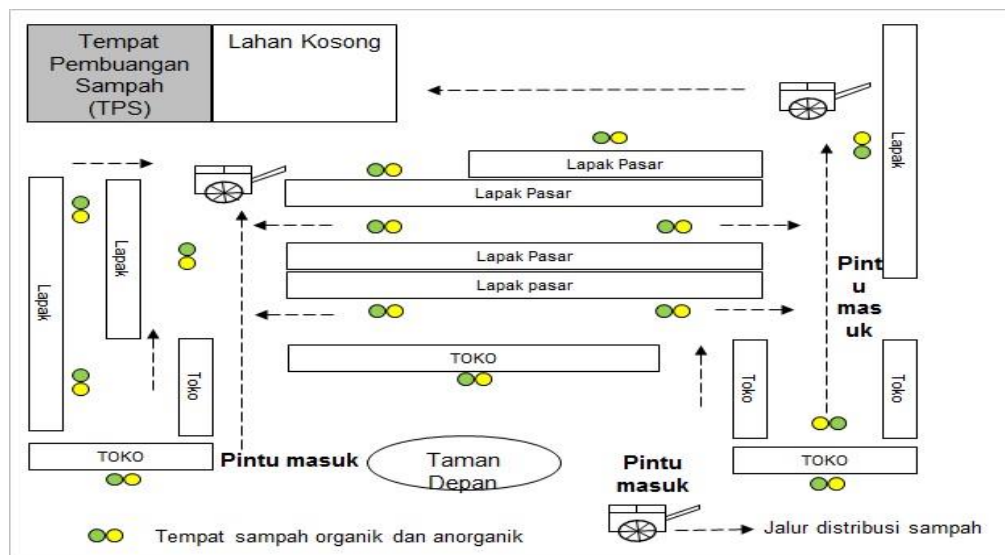 Tempat
Pembuangan
Sampah
(TPS)
Lahan Kosong
Lapak
Lapak Pasar
Lapak Pasar
Lapak
Lapak
Lapak Pasar
Lapak pasar
Pint
u
mas
uk
TOKO
Toko
Toko
Toko
TOKO
Pintu masuk
Taman
Depan
Pintu
masuk
TOKO
Tempat sampah organik dan anorganik
Jalur distribusi sampah